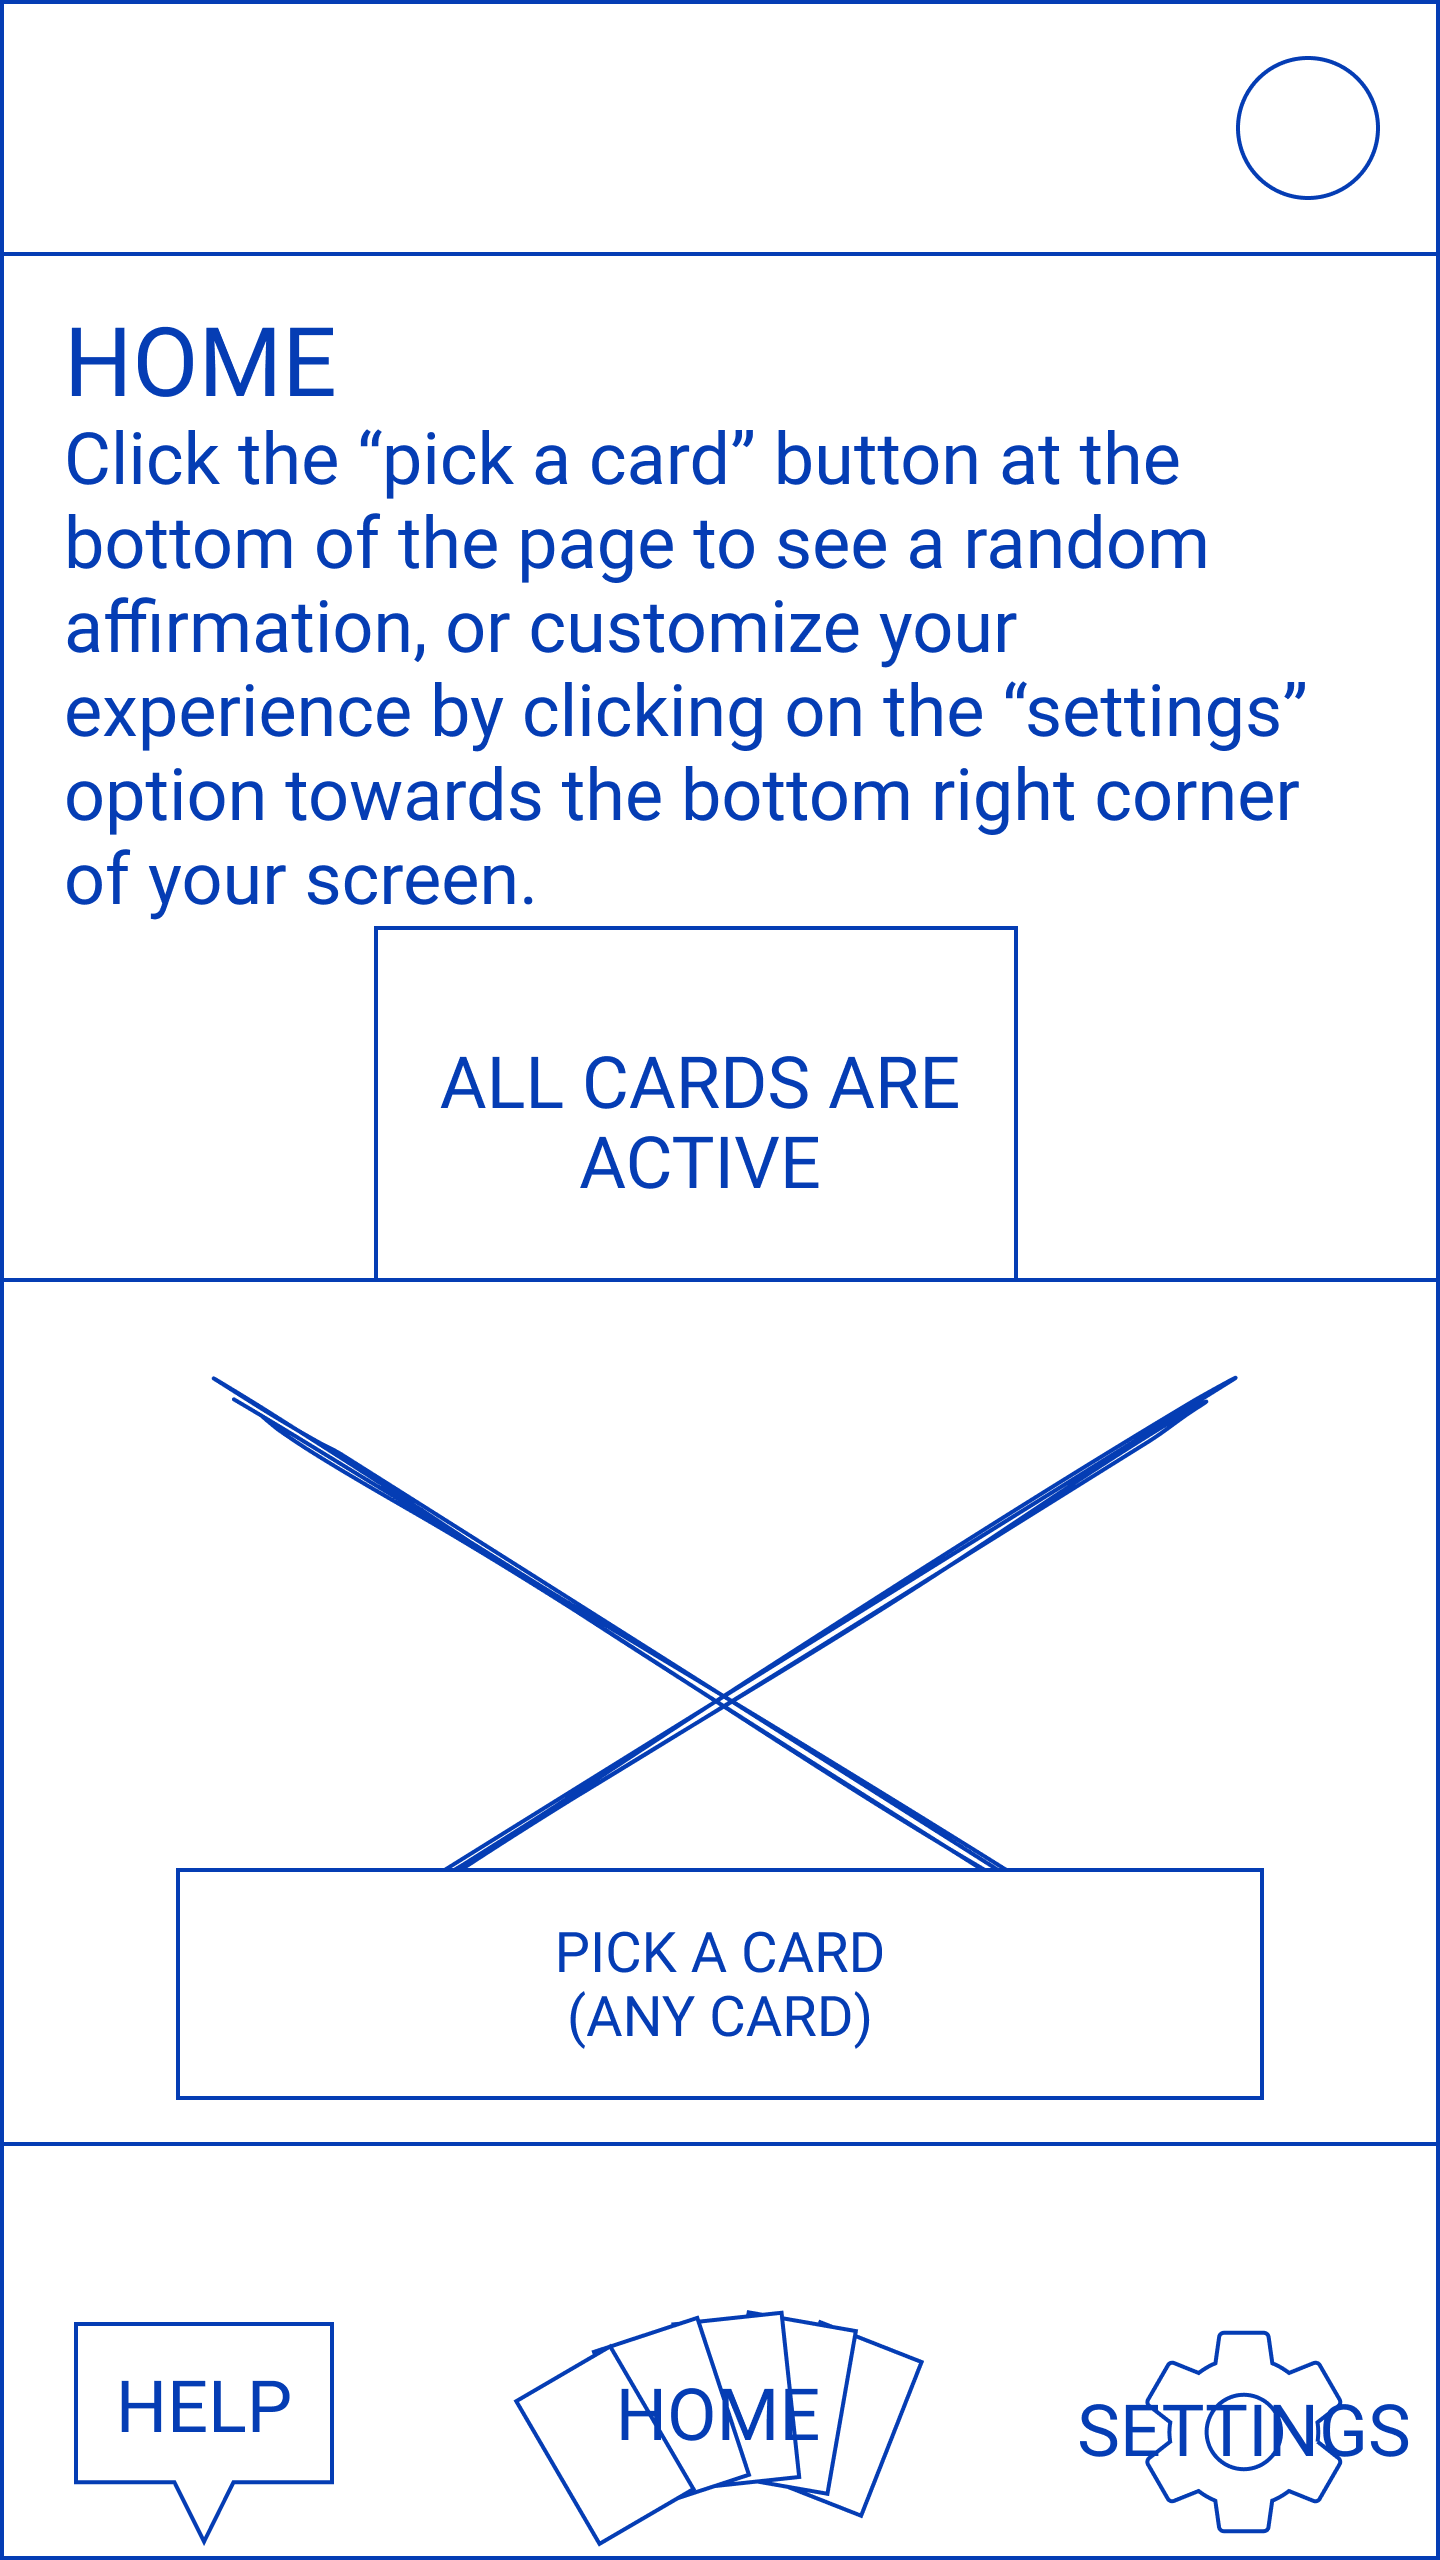 HOME
Click the “pick a card” button at the
bottom of the page to see a random
affirmation, or customize your
experience by clicking on the “settings”
option towards the bottom right corner
of your screen.
ALL CARDS ARE
ACTIVE
PICK A CARD
(ANY CARD)
HELP
HOME
SETTINGS